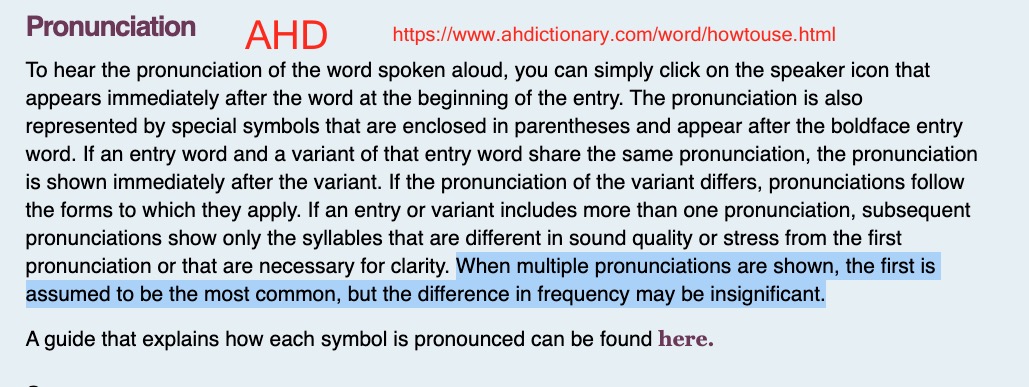 Pronunciation AHD https://www.ahdictionary.com/word/howtouse.html
To hear the pronunciation of the word spoken aloud, you can simply click on the speaker icon that
appears immediately after the word at the beginning of the entry. The pronunciation is also
represented by special symbols that are enclosed in parentheses and appear after the boldface entry
word. If an entry word and a variant of that entry word share the same pronunciation, the pronunciation
is shown immediately after the variant. If the pronunciation of the variant differs, pronunciations follow
the forms to which they apply. If an entry or variant includes more than one pronunciation, subsequent
pronunciations show only the syllables that are different in sound quality or stress from the first
pronunciation or that are necessary for clarity. When multiple pronunciations are shown, the first is
assumed to be the most common, but the difference in frequency may be insignificant.
A guide that explains how each symbol is pronounced can be found here.